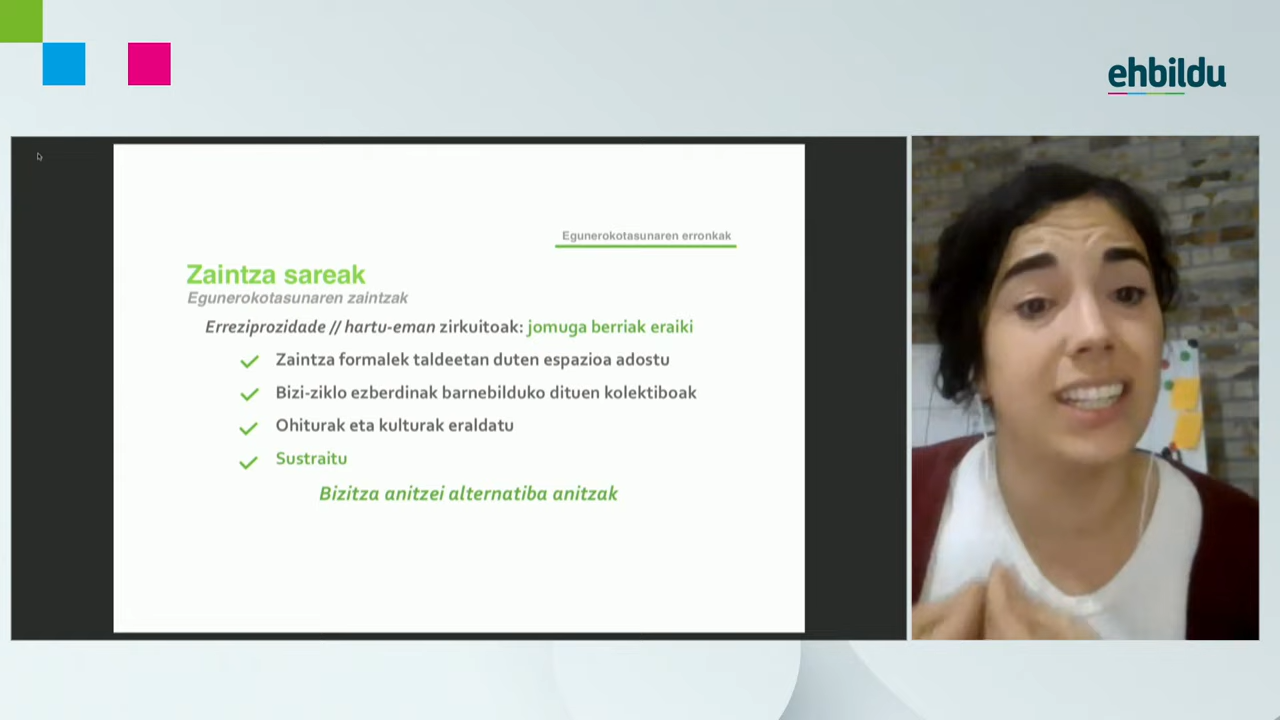 ehbildu
Egunerokotasunaren erronkak
Zaintza sareak
Egunerokotasunaren zaintzak
Erreziprozidade // hartu-eman zirkuitoak: jomuga berriak eraiki
Zaintza formalek taldeetan duten espazioa adostu
Bizi-ziklo ezberdinak barnebilduko dituen kolektiboak
Ohiturak eta kulturak eraldatu
Sustraitu
Bizitza anitzei alternatiba anitzak